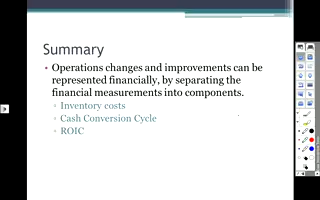 Summary
• Operations changes and improvements can be
represented financially, by separating the
financial measurements into components.
▫ Inventory costs
▫ Cash Conversion Cycle
▫ ROIC